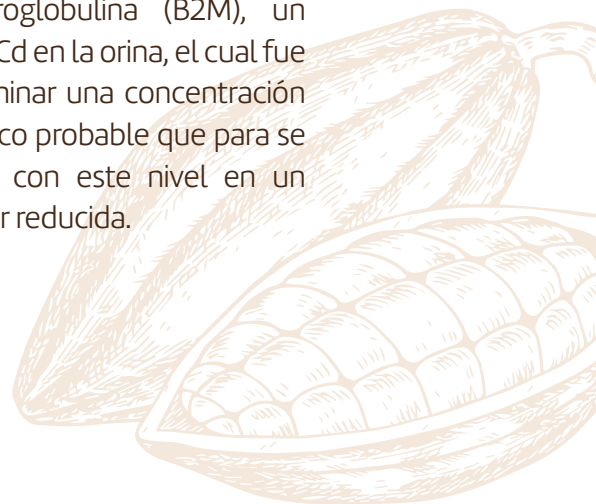 roglobulina (B2M), un
Cd en la orina, el cual fue
ninar una concentración
co probable que para se
con este nivel en un
r reducida.